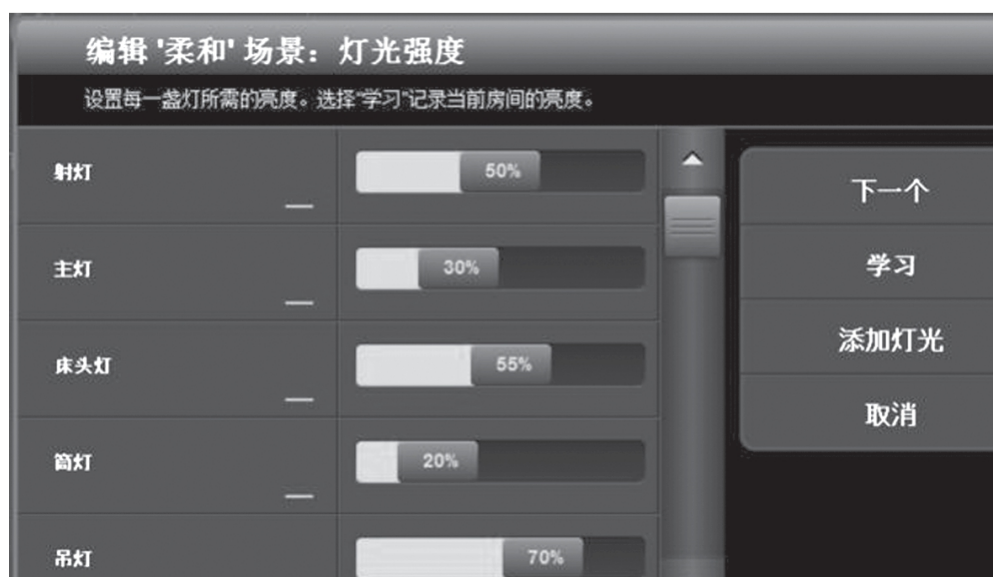 编辑 '柔和' 场景：灯光强度
设置每一盏灯所需的亮度。选择“学习”记录当前房间的亮度。
射灯
50%
主灯
30%
床头灯
55%
筒灯
20%
吊灯
70%
下一个
学习
添加灯光
取消